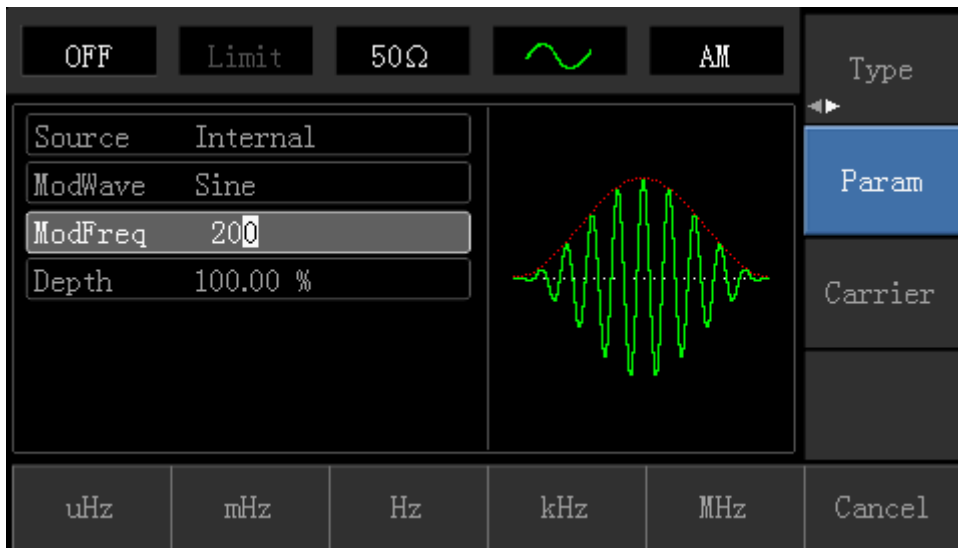 OFF Limit 50Ω AM Type
Source Internal
ModWave Sine
Param
ModFreq 200
Depth 100.00 %
Carrier
uHz mHz Hz kHz MHz Cancel